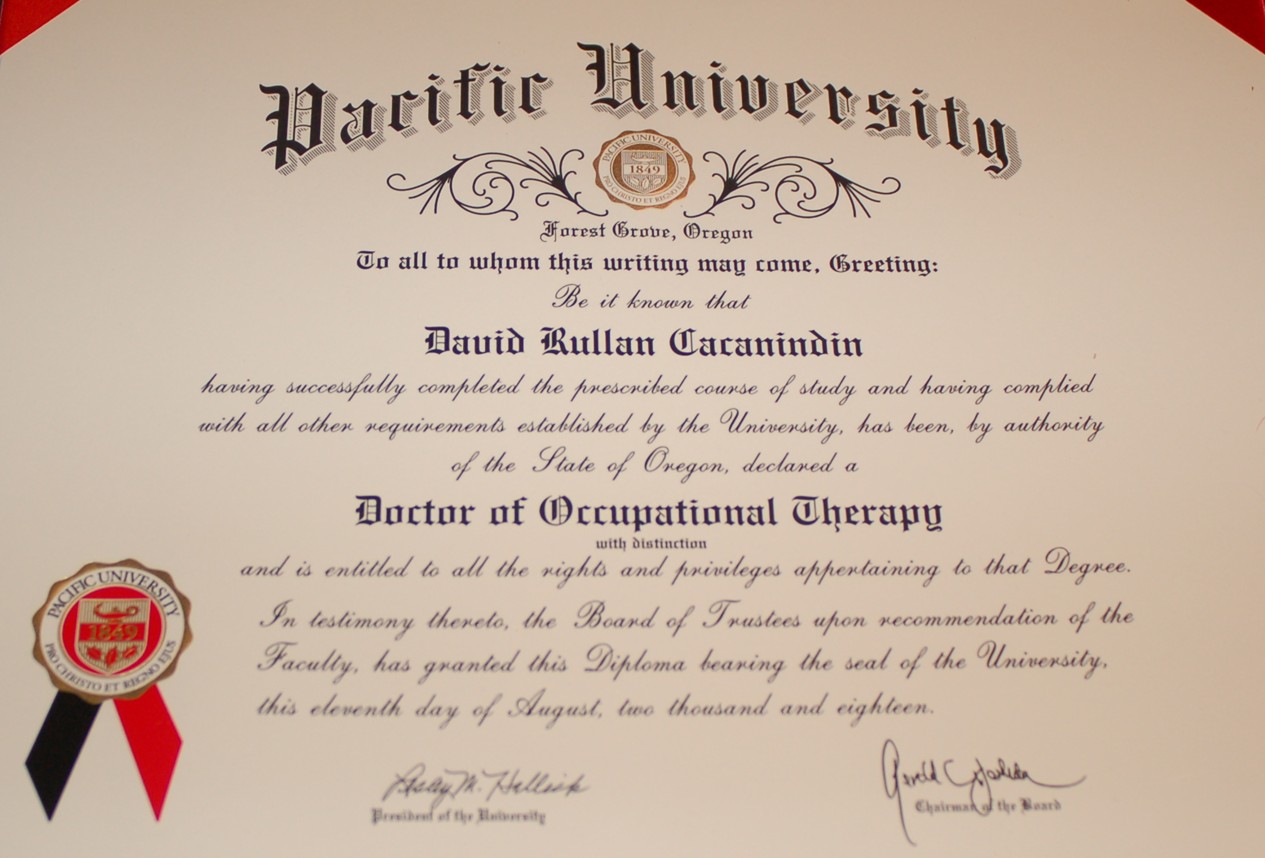 Pacific University
PACIFIC UNIVERSITY
1849
PRO CHRISTO ET REGNO EJUS
Forest Grove, Oregon
To all to whom this writing may come, Greeting:
Be it known that
David Rullan Cacanindin
having successfully completed the prescribed course of study and having complied
with all other requirements established by the University, has been, by authority
of the State of Oregon, declared a
Doctor of Occupational Therapy
with distinction
and is entitled to all the rights and privileges appertaining to that Degree.
In testimony thereto, the Board of Trustees upon recommendation of the
Faculty, has granted this Diploma bearing the seal of the University,
this eleventh day of August, two thousand and eighteen.
PACIFIC UNIVERSITY
1849
PRO CHRISTO ET REGNO EJUS
M. Hallick
President of the University
Chairman of the Board